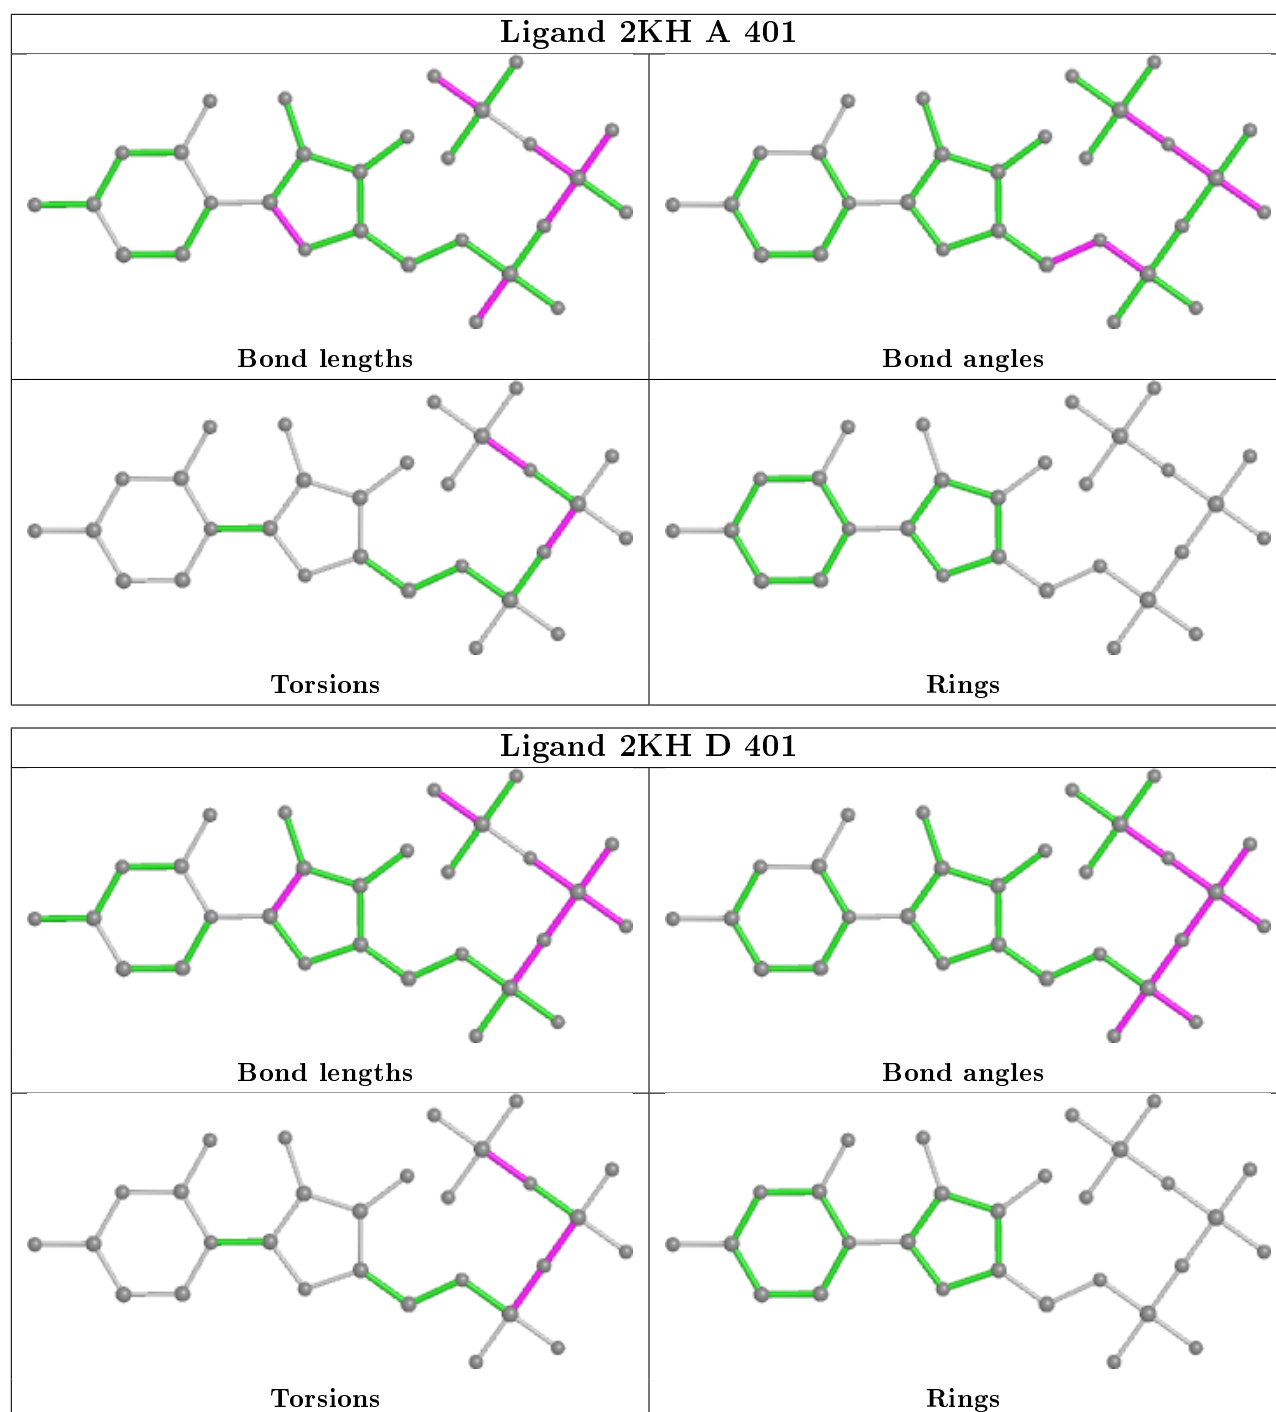 Ligand 2KH A 401
Bond lengths
Bond angles
Torsions
Rings
Ligand 2KH D 401
Bond lengths
Bond angles
Torsions
Rings